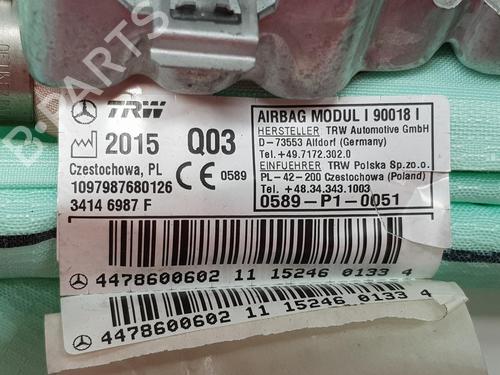 B-PARTS
TRW
2015 Q03
Czestochowa, PL
1097987680126
0589
3414 6987 F
AIRBAG MODUL I 90018 I
HERSTELLER TRW Automotive GmbH
D-73553 Alfdorf (Germany)
Tel.+49.7172.302.0
EINFUEHRER TRW Polska Sp.zo.o.
PL-42-200 Czestochowa (Poland)
Tel.+48.34.343.1003
0589-P1-0051
4478600602 11 15246 0133 4
TRW
4478600602 11 15246 0133 4